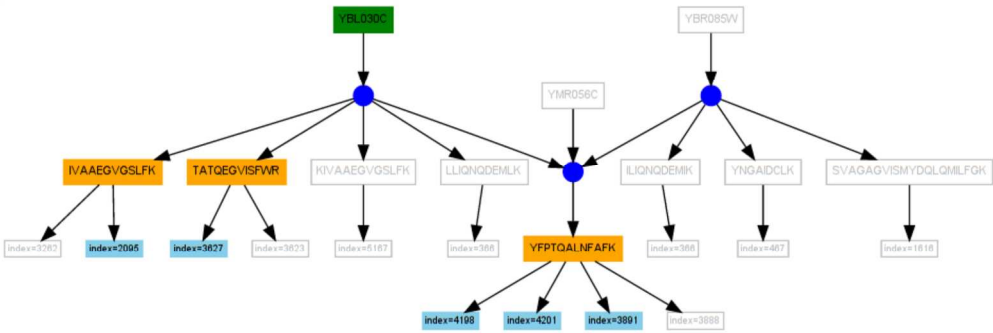 YBL030C
YBR085W
YMR056C
IVAAEGVGSLFK
TATQEGVISFWR
KIVAAEGVGSLFK
LLIQNQDEMLK
ILIQNQDEMIK
YNGAIDCLK
SVAGAGVISMYDQLQMILFGK
index=3262
index=2095
index=3627
index=3623
index=5167
index=366
YFPTQALNFAFK
index=366
index=467
index=1616
index=4198
index=4201
index=3891
index=3888